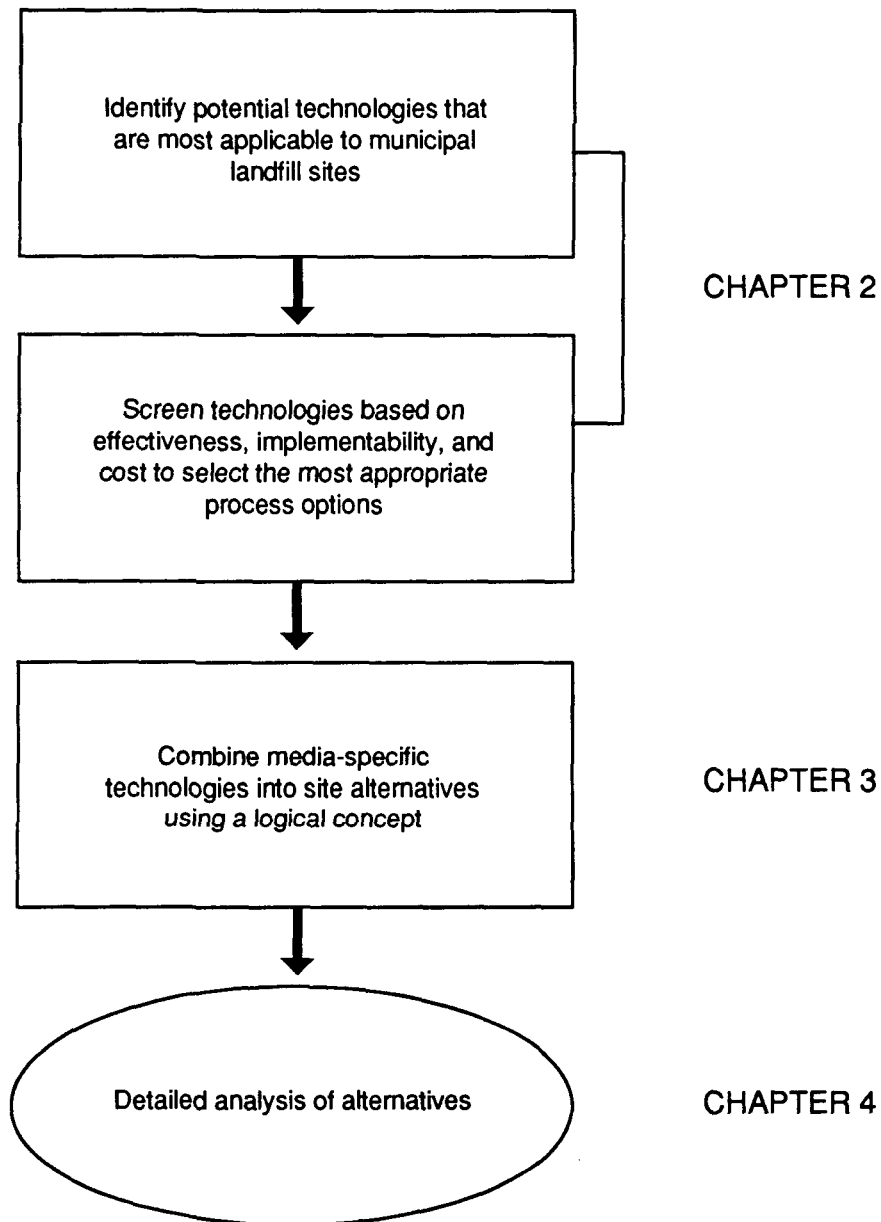 Identify potential technologies that
are most applicable to municipal
landfill sites
CHAPTER 2
Screen technologies based on
effectiveness, implementability, and
cost to select the most appropriate
process options
Combine media-specific
technologies into site alternatives
using a logical concept
CHAPTER 3
Detailed analysis of alternatives
CHAPTER 4